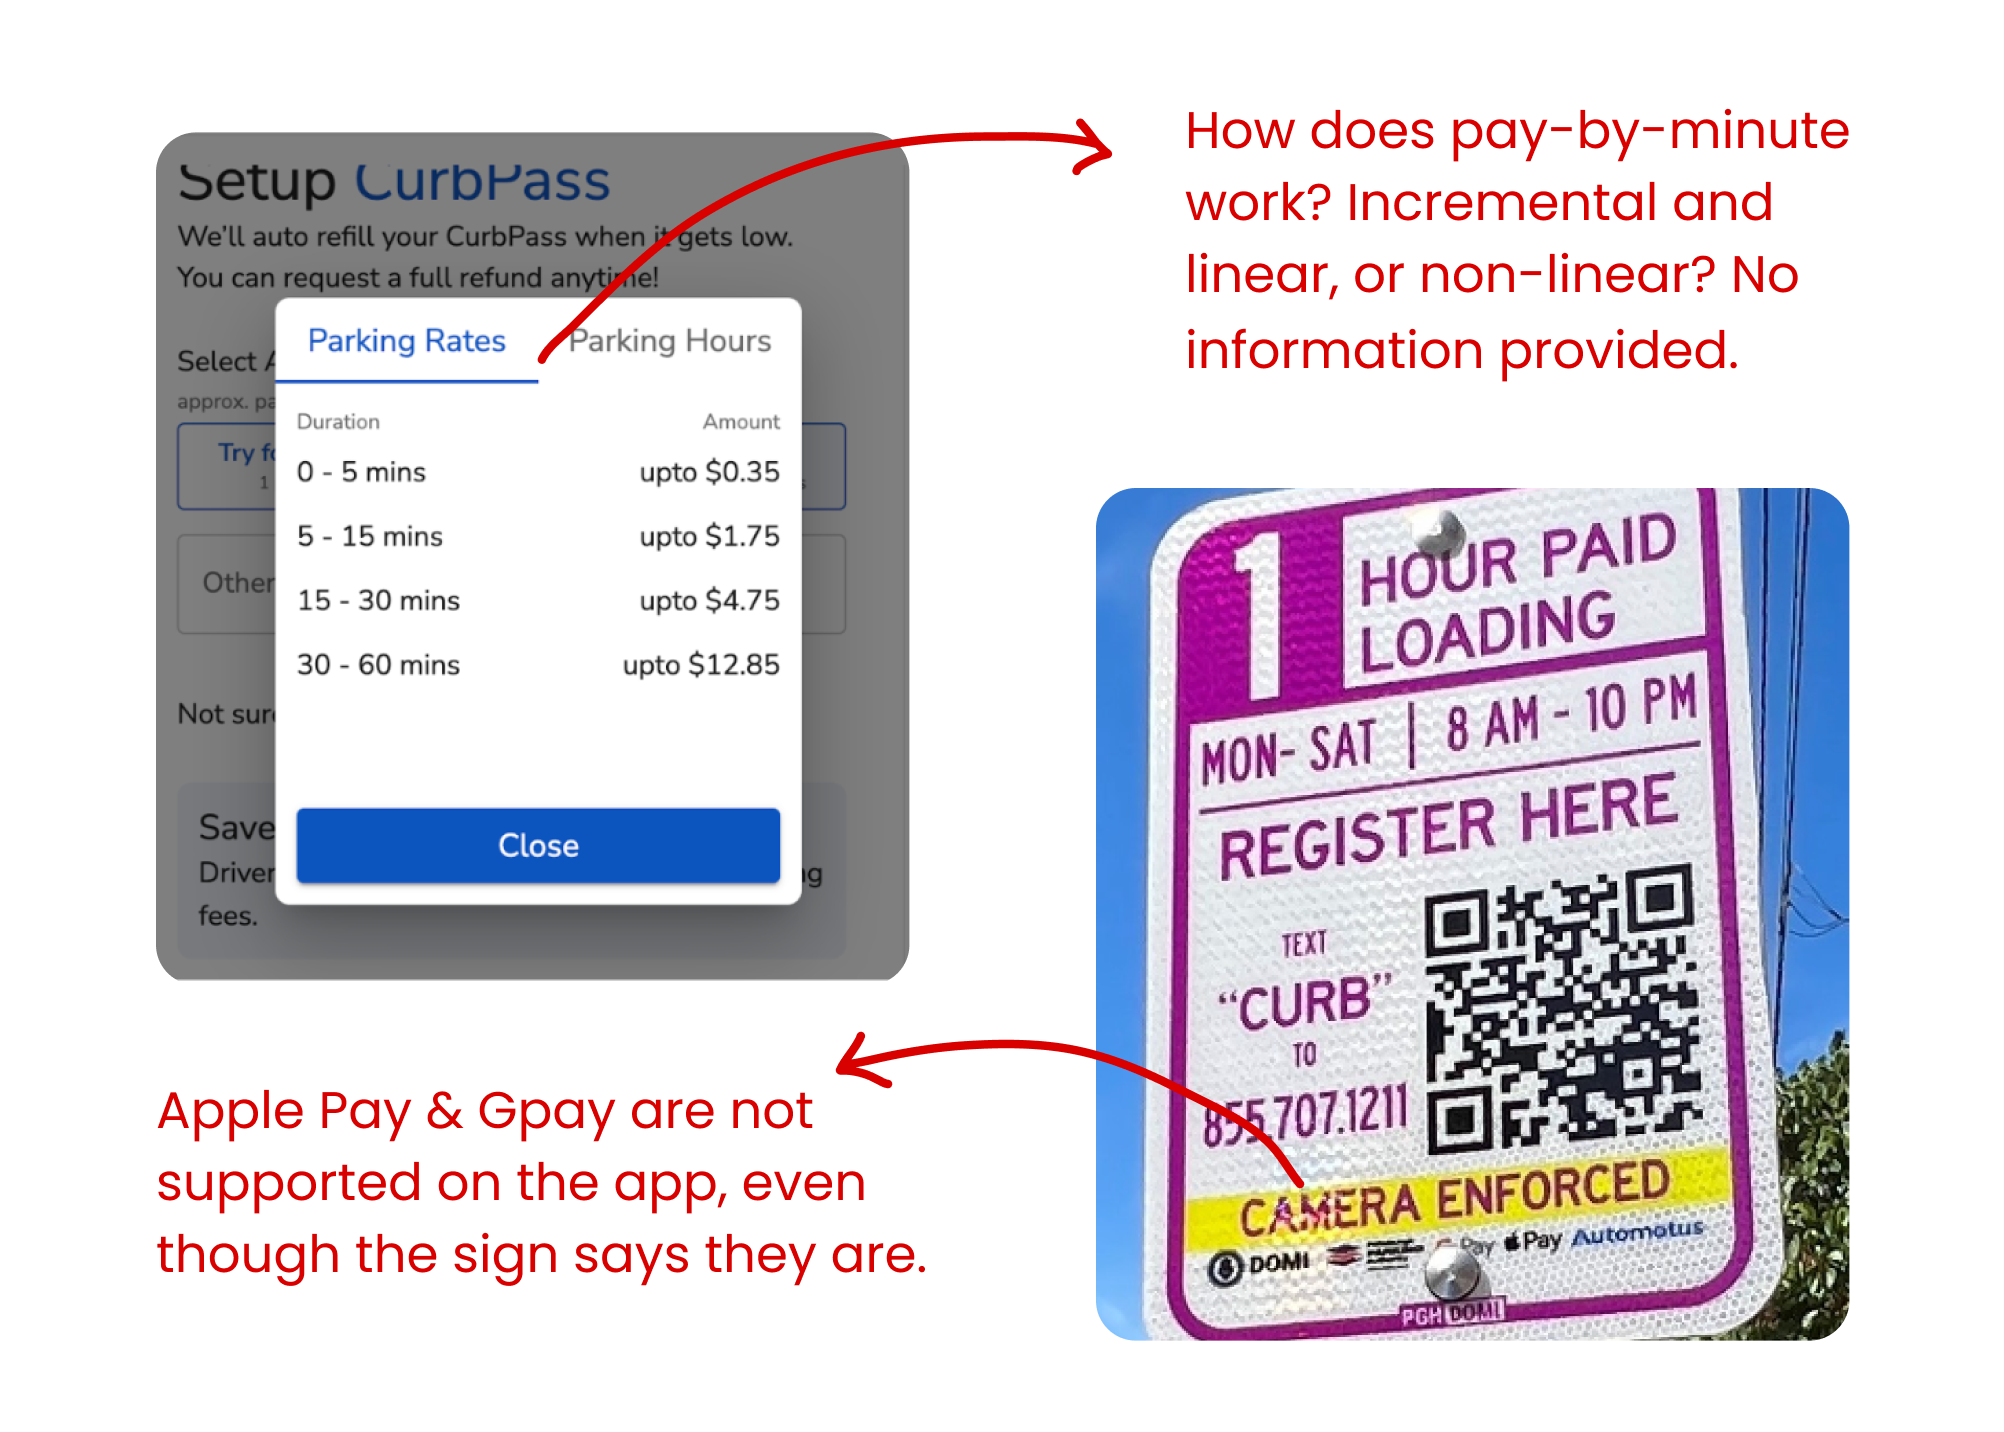 Setup CurbPass
We'll auto refill your CurbPass when it gets low.
You can request a full refund anytime!
Select A
approx. pa
Try fo
1
s
Other
Not sure
Save
Driver
ng
fees.
Parking Rates
Parking Hours
Duration Amount
0 - 5 mins upto $0.35
5 - 15 mins upto $1.75
15 - 30 mins upto $4.75
30 - 60 mins upto $12.85
Close
How does pay-by-minute
work? Incremental and
linear, or non-linear? No
information provided.
1
HOUR PAID
LOADING
MON- SAT | 8 AM - 10 PM
REGISTER HERE
TEXT
“CURB”
TO
855.707.1211
CAMERA ENFORCED
DOMI
Pay Pay Automotus
PGH DOMI
Apple Pay & Gpay are not
supported on the app, even
though the sign says they are.